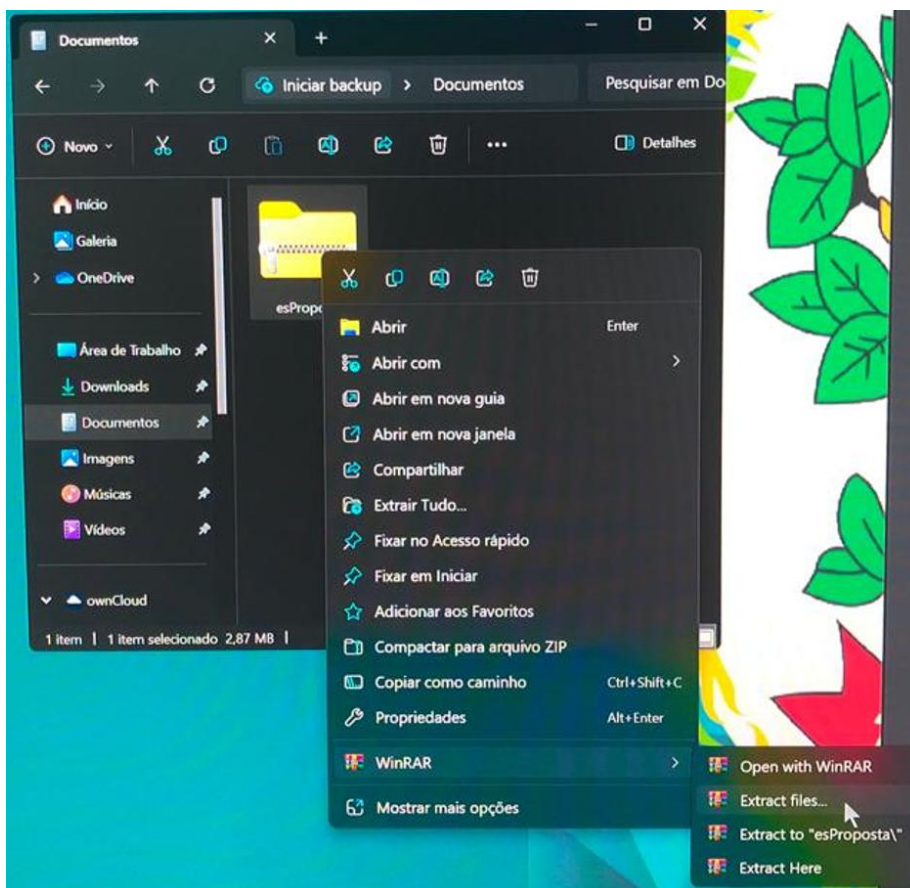 Documentos
Iniciar backup > Documentos
Pesquisar em Do
Novo
Detalhes
Início
Galeria
OneDrive
Área de Trabalho
Downloads
Documentos
Imagens
Músicas
Vídeos
ownCloud
1 item | 1 item selecionado 2,87 MB |
esPropo
Abrir Enter
Abrir com
Abrir em nova guia
Abrir em nova janela
Compartilhar
Extrair Tudo...
Fixar no Acesso rápido
Fixar em Iniciar
Adicionar aos Favoritos
Compactar para arquivo ZIP
Copiar como caminho Ctrl+Shift+C
Propriedades Alt+Enter
WinRAR
Mostrar mais opções
Open with WinRAR
Extract files...
Extract to "esProposta\"
Extract Here